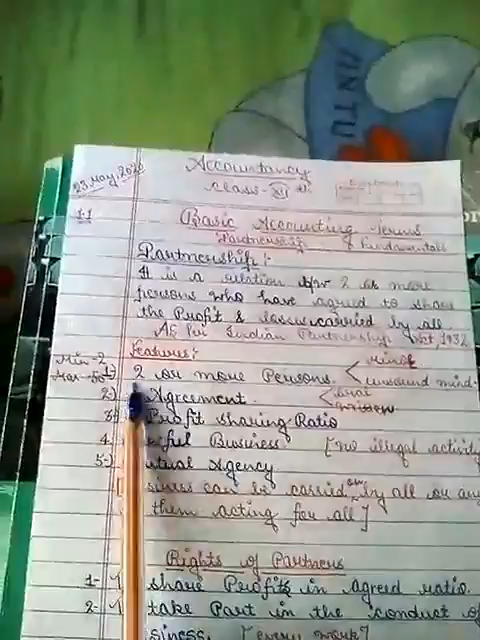 JINTU
23 May, 2022
Accountancy
Class-XII th
1.1
Basic Accounting Terms
Partnership Fundamentals
Partnership:-
It is a relation b/w 2 or more
persons who have agreed to share
the Profit & losses carried by all.
As per Indian Partnership Act, 1932
Features:-
Min-2
Max-50
1) 2 or more Persons. < Minor
unsound mind
2) Agreement < Oral
written
3) Profit sharing Ratio
4. ful Business [no illegal activity
5-) utual Agency
siness can be carried on by all or any
them acting for all]
Rights of Partners
1- share Profits in Agreed ratio.
2- take Part in the conduct of
siness. [every work]